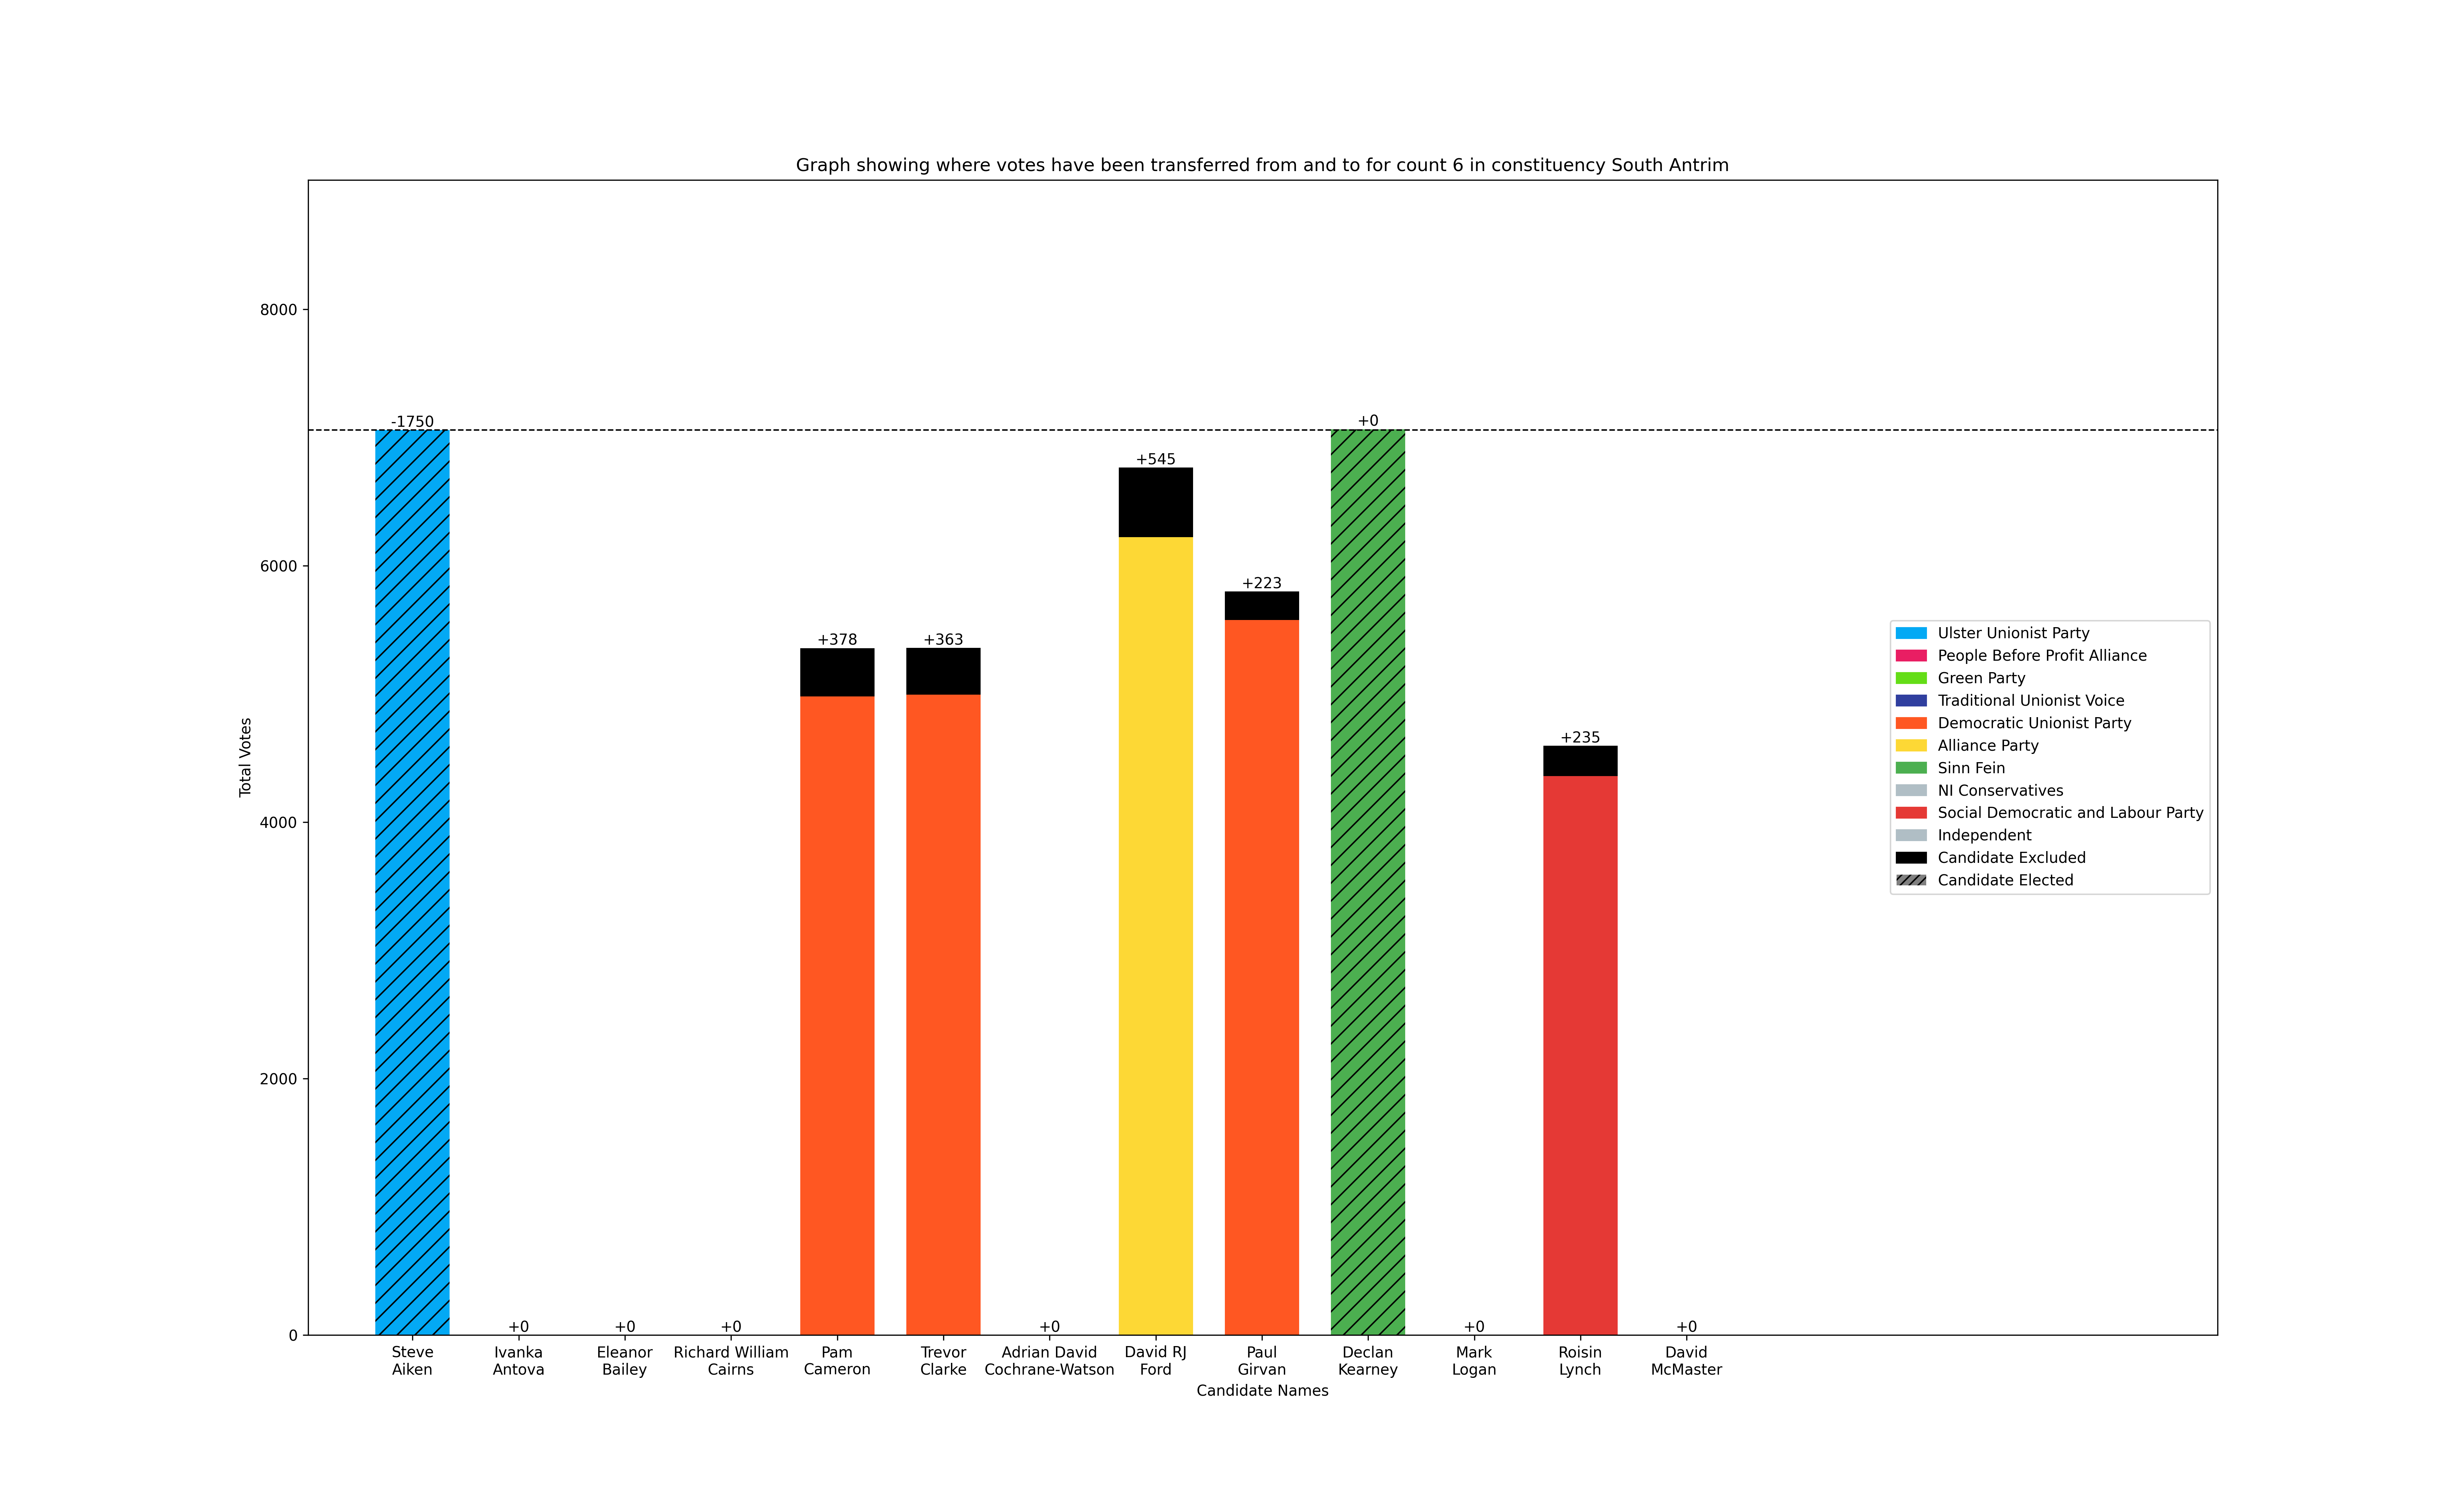 Graph showing where votes have been transferred from and to for count 6 in constituency South Antrim
Total Votes
8000
6000
4000
2000
0
-1750
+0
+0
+0
+378
+363
+0
+545
+223
+0
+0
+235
+0
Steve
Aiken
Ivanka
Antova
Eleanor
Bailey
Richard William
Cairns
Pam
Cameron
Trevor
Clarke
Adrian David
Cochrane-Watson
David RJ
Ford
Paul
Girvan
Declan
Kearney
Mark
Logan
Roisin
Lynch
David
McMaster
Candidate Names
Ulster Unionist Party
People Before Profit Alliance
Green Party
Traditional Unionist Voice
Democratic Unionist Party
Alliance Party
Sinn Fein
NI Conservatives
Social Democratic and Labour Party
Independent
Candidate Excluded
Candidate Elected